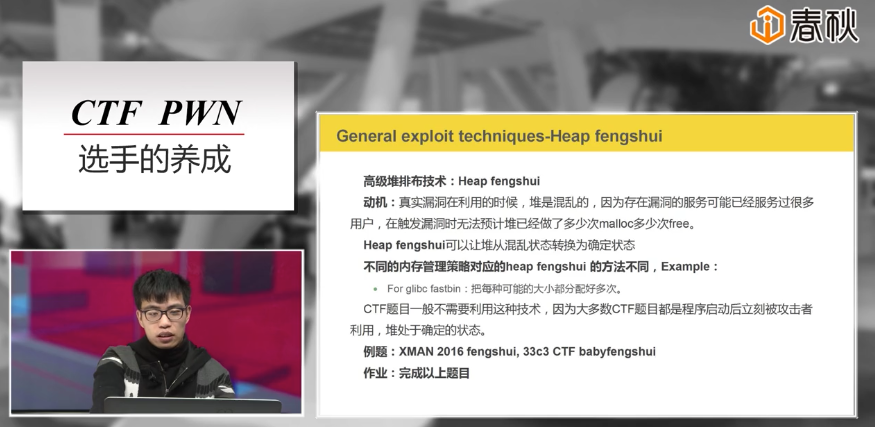 春秋
CTF PWN
选手的养成
General exploit techniques-Heap fengshui
高级堆排布技术：Heap fengshui
动机：真实漏洞在利用的时候，堆是混乱的，因为存在漏洞的服务可能已经服务过很多
用户，在触发漏洞时无法预计堆已经做了多少次malloc多少次free。
Heap fengshui可以让堆从混乱状态转换为确定状态
不同的内存管理策略对应的heap fengshui 的方法不同，Example：
• For glibc fastbin：把每种可能的大小都分配好多次。
CTF题目一般不需要利用这种技术，因为大多数CTF题目都是程序启动后立刻被攻击者
利用，堆处于确定的状态。
例题：XMAN 2016 fengshui, 33c3 CTF babyfengshui
作业：完成以上题目